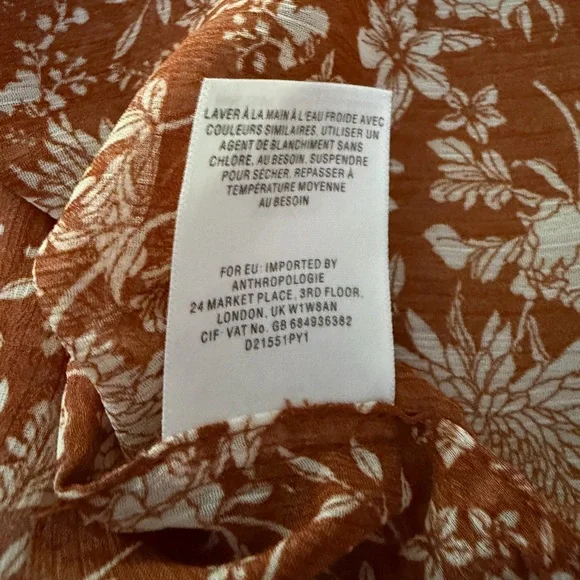 LAVER À LA MAIN À L'EAU FROIDE AVEC
COULEURS SIMILAIRES, UTILISER UN
AGENT DE BLANCHIMENT SANS
CHLORE, AU BESOIN. SUSPENDRE
POUR SÉCHER, REPASSER À
TEMPÉRATURE MOYENNE
AU BESOIN
FOR EU: IMPORTED BY
ANTHROPOLOGIE
24 MARKET PLACE, 3RD FLOOR,
LONDON, UK W1W8AN
CIF: VAT No. GB 684936382
D21551PY1